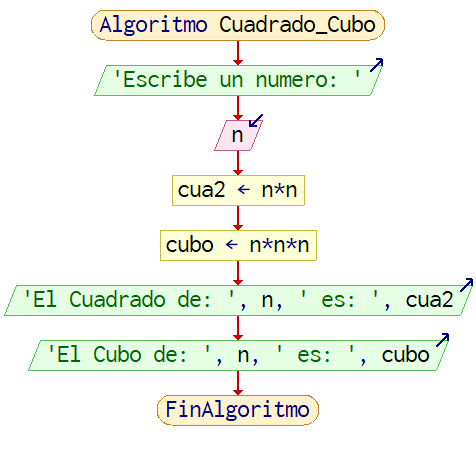 Algoritmo Cuadrado_Cubo
'Escribe un numero: '
n
cua2 ← n*n
cubo ← n*n*n
'El Cuadrado de: ', n, ' es: ', cua2
'El Cubo de: ', n, ' es: ', cubo
FinAlgoritmo